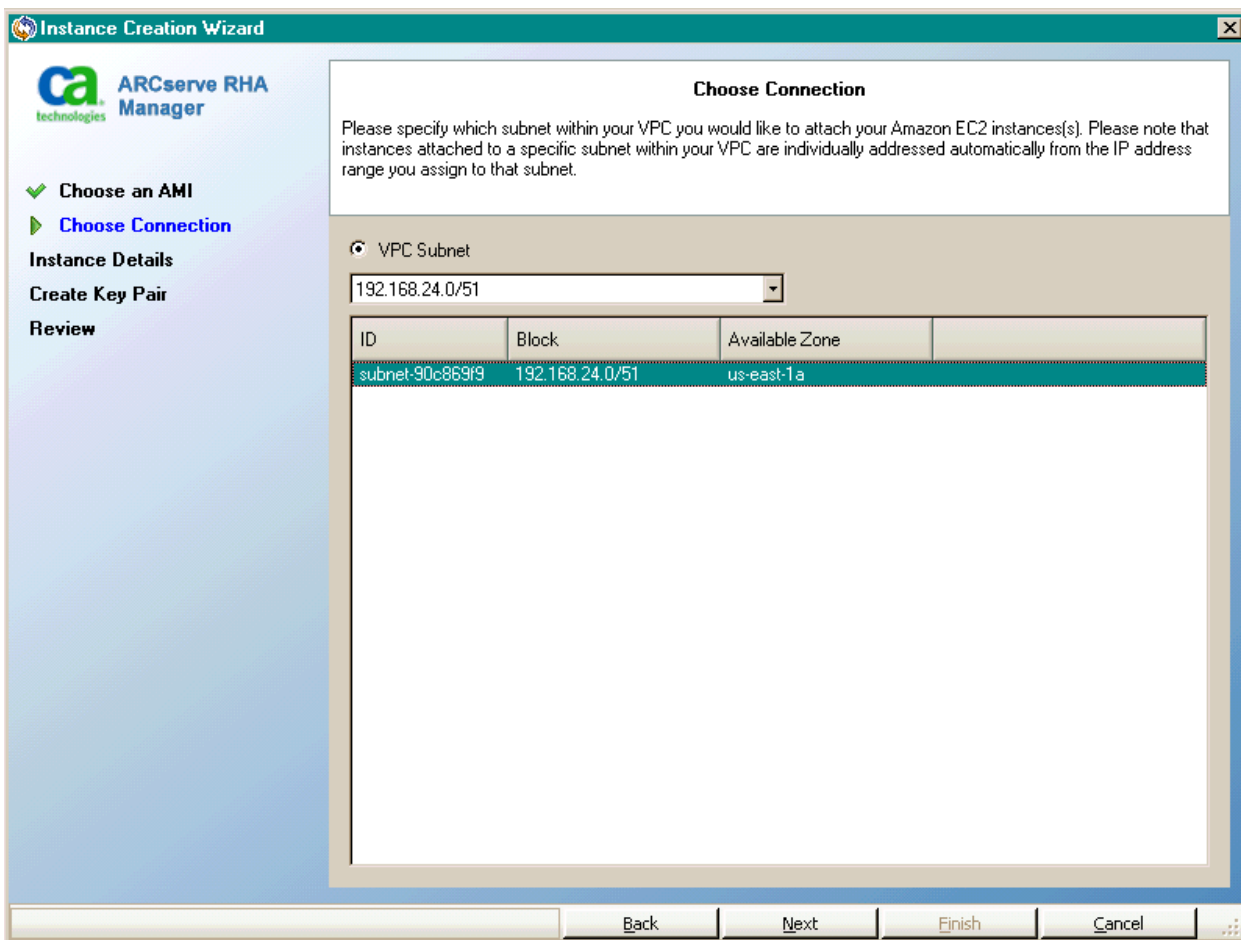 Instance Creation Wizard
ca
technologies
ARCserve RHA
Manager
Choose an AMI
Choose Connection
Instance Details
Create Key Pair
Review
Choose Connection
Please specify which subnet within your VPC you would like to attach your Amazon EC2 instances(s). Please note that
instances attached to a specific subnet within your VPC are individually addressed automatically from the IP address
range you assign to that subnet.
VPC Subnet
192.168.24.0/51
ID Block Available Zone
subnet-90c869f9 192.168.24.0/51 us-east-1a
Back Next Finish Cancel